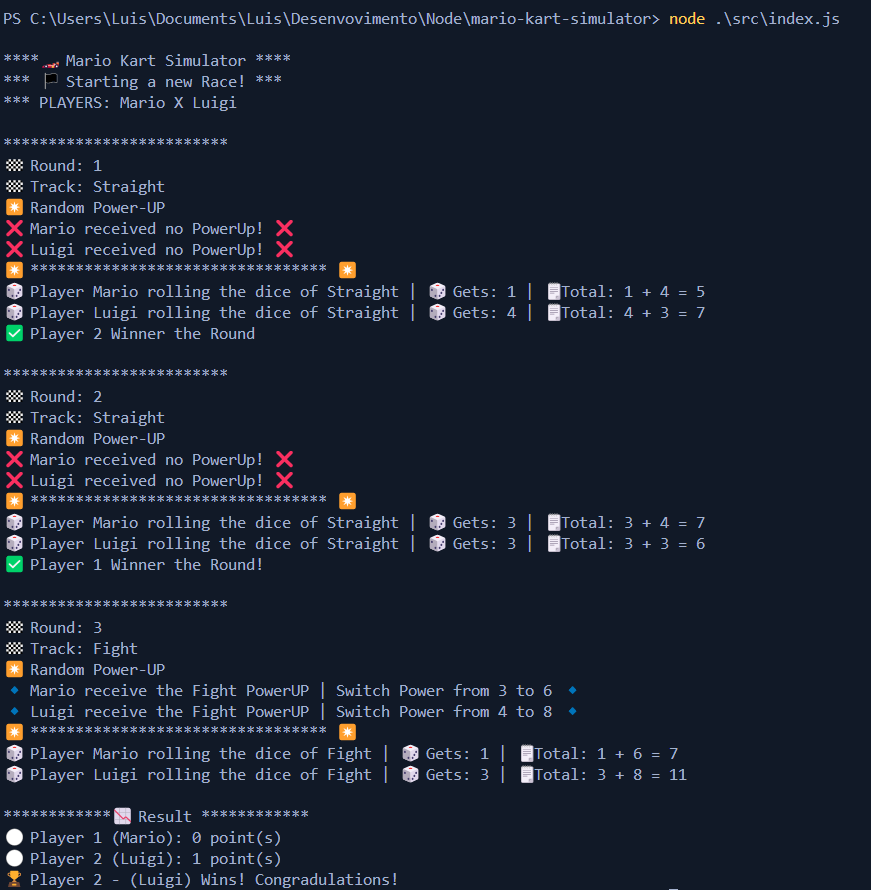 PS C:\Users\Luis\Documents\Luis\Desenvovimento\Node\mario-kart-simulator> node .\src\index.js
****🏎️ Mario Kart Simulator ****
*** 🏴 Starting a new Race! ***
*** PLAYERS: Mario X Luigi
*************************
🏁 Round: 1
🏁 Track: Straight
💥 Random Power-UP
❌ Mario received no PowerUp! ❌
❌ Luigi received no PowerUp! ❌
💥 ********************************* 💥
🎲 Player Mario rolling the dice of Straight | 🎲 Gets: 1 | 🧾Total: 1 + 4 = 5
🎲 Player Luigi rolling the dice of Straight | 🎲 Gets: 4 | 🧾Total: 4 + 3 = 7
✅ Player 2 Winner the Round
*************************
🏁 Round: 2
🏁 Track: Straight
💥 Random Power-UP
❌ Mario received no PowerUp! ❌
❌ Luigi received no PowerUp! ❌
💥 ********************************* 💥
🎲 Player Mario rolling the dice of Straight | 🎲 Gets: 3 | 🧾Total: 3 + 4 = 7
🎲 Player Luigi rolling the dice of Straight | 🎲 Gets: 3 | 🧾Total: 3 + 3 = 6
✅ Player 1 Winner the Round!
*************************
🏁 Round: 3
🏁 Track: Fight
💥 Random Power-UP
🔹 Mario receive the Fight PowerUP | Switch Power from 3 to 6 🔹
🔹 Luigi receive the Fight PowerUP | Switch Power from 4 to 8 🔹
💥 ********************************* 💥
🎲 Player Mario rolling the dice of Fight | 🎲 Gets: 1 | 🧾Total: 1 + 6 = 7
🎲 Player Luigi rolling the dice of Fight | 🎲 Gets: 3 | 🧾Total: 3 + 8 = 11
************📉 Result ************
⚪ Player 1 (Mario): 0 point(s)
⚪ Player 2 (Luigi): 1 point(s)
🏆 Player 2 - (Luigi) Wins! Congradulations!